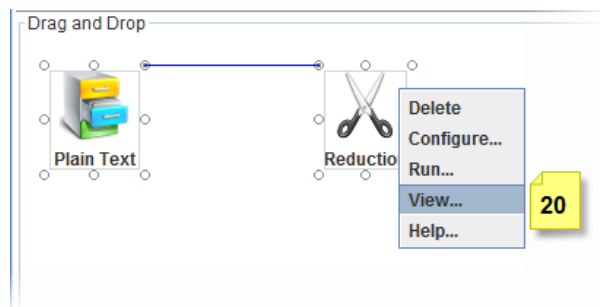 Drag and Drop
Plain Text
Reductio
Delete
Configure...
Run...
View...
Help...
20